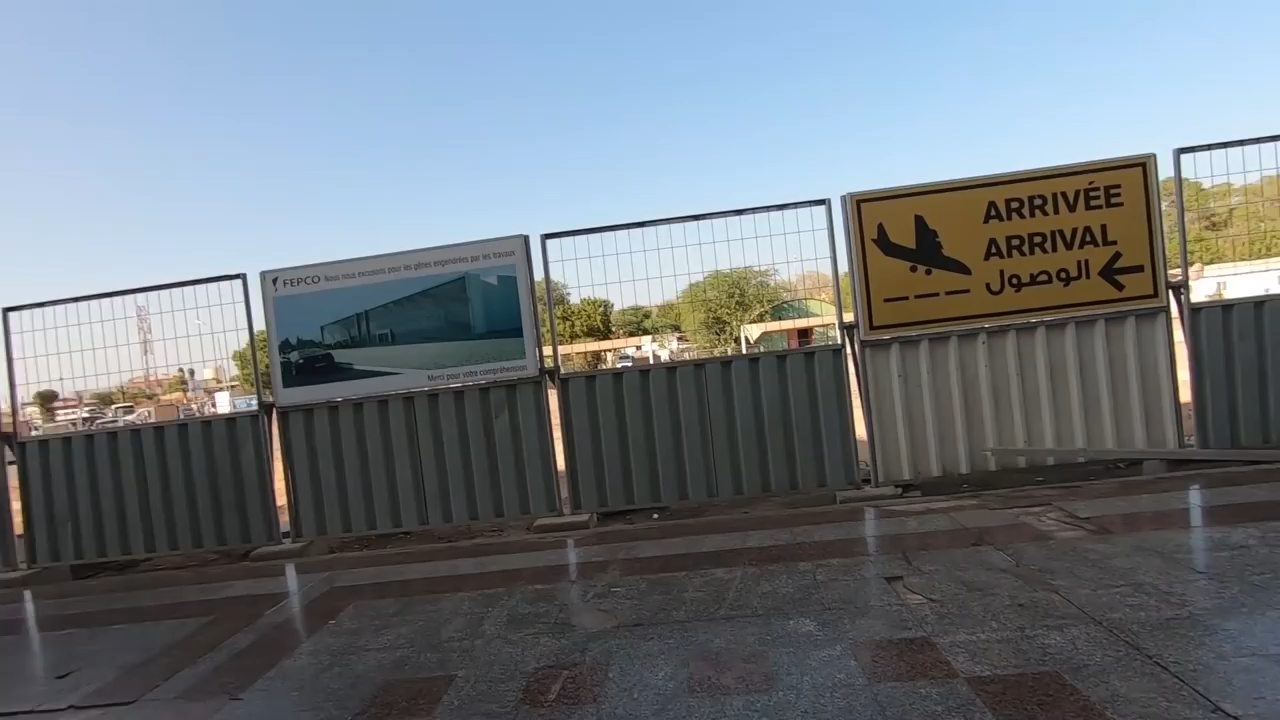 FEPCO Nous nous excusons pour les gênes engendrées par les travaux
Merci pour votre compréhension
ARRIVÉE
ARRIVAL
الوصول